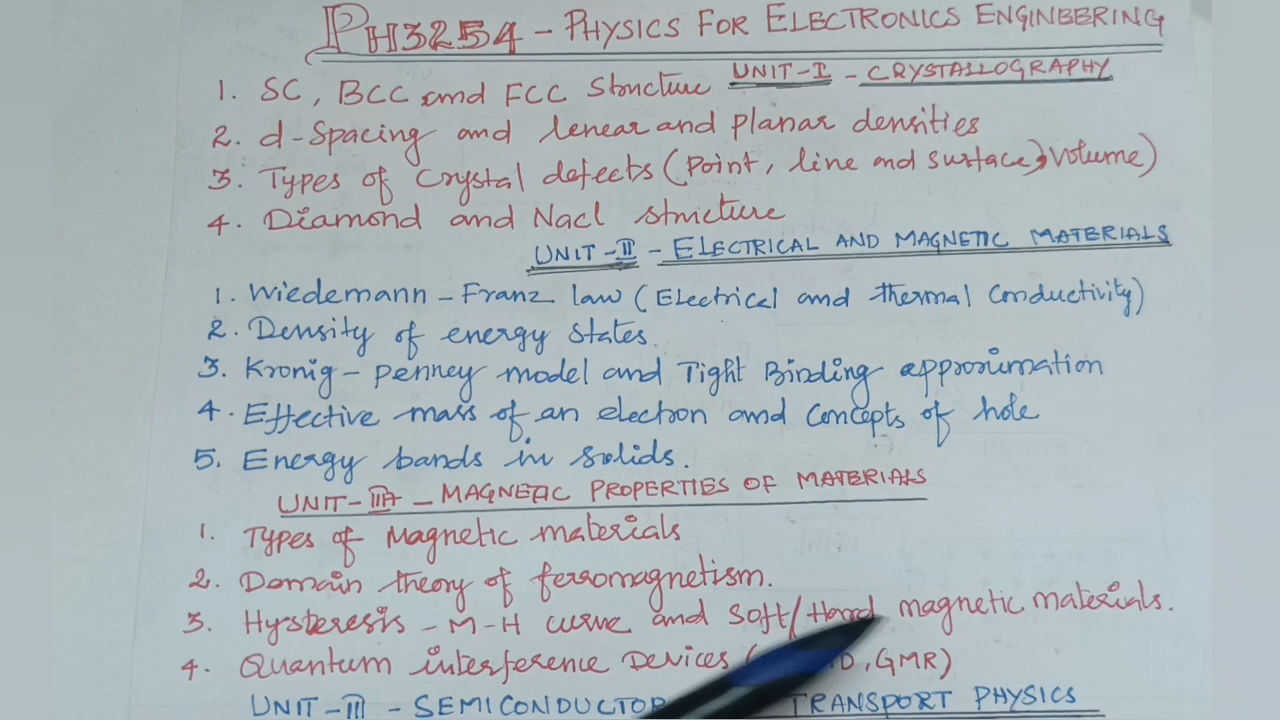 PH3254 - PHYSICS FOR ELECTRONICS ENGINEERING
UNIT-I - CRYSTALLOGRAPHY
1. SC, BCC and FCC Structure
2. d-Spacing and lenear and planar densities
3. Types of Crystal defects (Point, line and surface, Volume)
4. Diamond and Nacl structure
UNIT-II - ELECTRICAL AND MAGNETIC MATERIALS
1. Wiedemann-Franz law (Electrical and thermal Conductivity)
2. Density of energy states.
3. Kronig-penney model and Tight Binding approximation
4. Effective mass of an electron and Concepts of hole
5. Energy bands in solids.
UNIT-IIA - MAGNETIC PROPERTIES OF MATERIALS
1. Types of Magnetic materials
2. Domain theory of ferromagnetism.
3. Hysteresis - M-H curve and Soft/Hard magnetic materials.
4. Quantum interference Devices ( D, GMR)
UNIT-III - SEMICONDUCTOR TRANSPORT PHYSICS